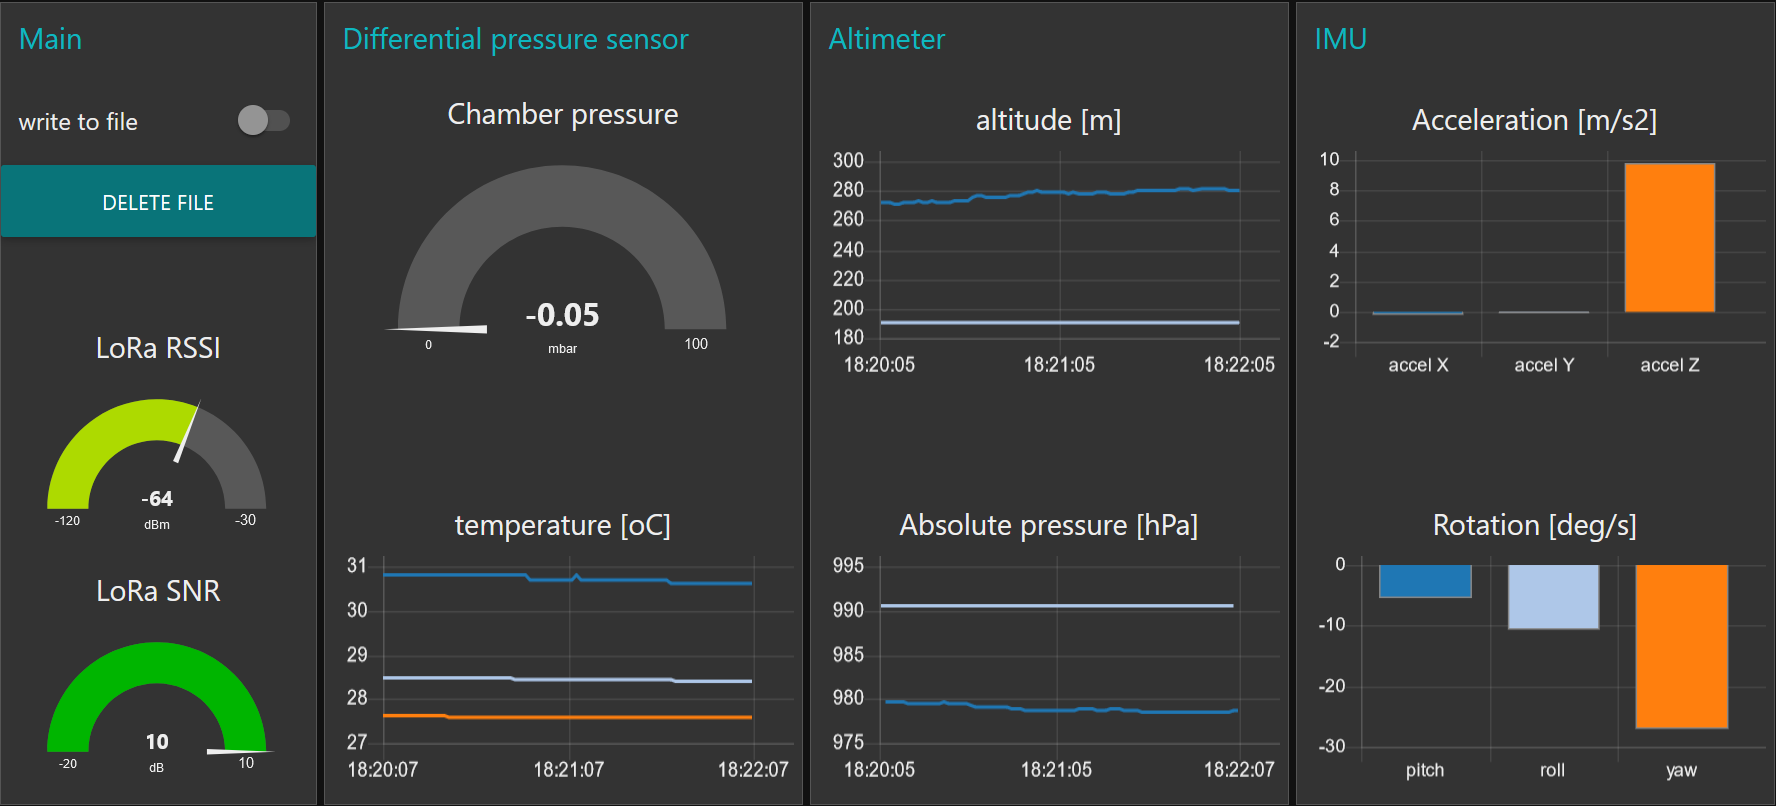 Main
write to file
DELETE FILE
LoRa RSSI
-64
dBm
-120
-30
LoRa SNR
10
dB
-20
10
Differential pressure sensor
Chamber pressure
-0.05
mbar
0
100
temperature [oC]
31
30
29
28
27
18:20:07 18:21:07 18:22:07
Altimeter
altitude [m]
300
280
260
240
220
200
180
18:20:05 18:21:05 18:22:05
Absolute pressure [hPa]
995
990
985
980
975
18:20:05 18:21:05 18:22:07
IMU
Acceleration [m/s2]
10
8
6
4
2
0
-2
accel X accel Y accel Z
Rotation [deg/s]
0
-10
-20
-30
pitch roll yaw